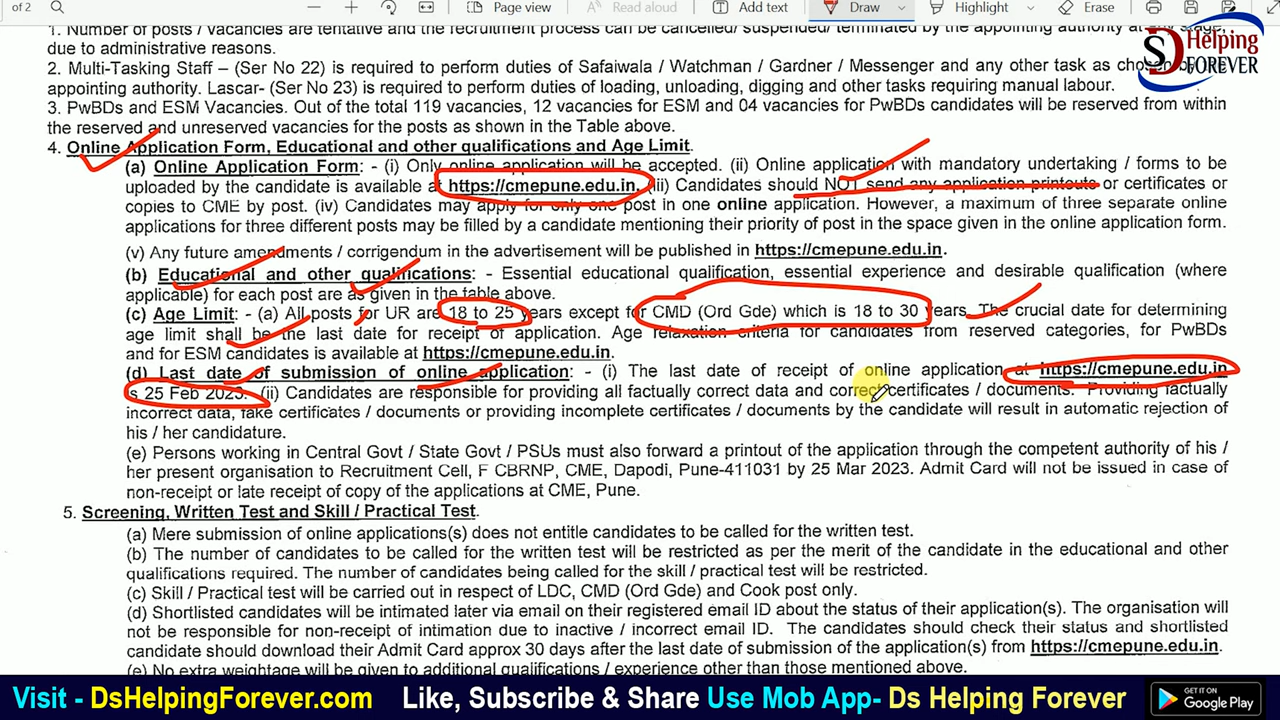 of 2
Page view
Read aloud
Add text
Draw
Highlight
Erase
DS Helping
FOREVER
1. Number of posts / vacancies are tentative and the recruitment process can be cancelled/ suspended/ terminated by the appointing authority at any stage,
due to administrative reasons.
2. Multi-Tasking Staff – (Ser No 22) is required to perform duties of Safaiwala / Watchman / Gardner / Messenger and any other task as chosen by
appointing authority. Lascar- (Ser No 23) is required to perform duties of loading, unloading, digging and other tasks requiring manual labour.
3. PwBDs and ESM Vacancies. Out of the total 119 vacancies, 12 vacancies for ESM and 04 vacancies for PwBDs candidates will be reserved from within
the reserved and unreserved vacancies for the posts as shown in the Table above.
4. Online Application Form, Educational and other qualifications and Age Limit.
(a) Online Application Form: - (i) Only online application will be accepted. (ii) Online application with mandatory undertaking / forms to be
uploaded by the candidate is available at https://cmepune.edu.in. (iii) Candidates should NOT send any application printouts or certificates or
copies to CME by post. (iv) Candidates may apply for only one post in one online application. However, a maximum of three separate online
applications for three different posts may be filled by a candidate mentioning their priority of post in the space given in the online application form.
(v) Any future amendments / corrigendum in the advertisement will be published in https://cmepune.edu.in.
(b) Educational and other qualifications: - Essential educational qualification, essential experience and desirable qualification (where
applicable) for each post are as given in the table above.
(c) Age Limit: - (a) All posts for UR are 18 to 25 years except for CMD (Ord Gde) which is 18 to 30 years. The crucial date for determining
age limit shall be the last date for receipt of application. Age relaxation criteria for candidates from reserved categories, for PwBDs
and for ESM candidates is available at https://cmepune.edu.in.
(d) Last date of submission of online application: - (i) The last date of receipt of online application at https://cmepune.edu.in
is 25 Feb 2023. (ii) Candidates are responsible for providing all factually correct data and correct certificates / documents. Providing factually
incorrect data, fake certificates / documents or providing incomplete certificates / documents by the candidate will result in automatic rejection of
his / her candidature.
(e) Persons working in Central Govt / State Govt / PSUs must also forward a printout of the application through the competent authority of his /
her present organisation to Recruitment Cell, F CBRNP, CME, Dapodi, Pune-411031 by 25 Mar 2023. Admit Card will not be issued in case of
non-receipt or late receipt of copy of the applications at CME, Pune.
5. Screening, Written Test and Skill / Practical Test.
(a) Mere submission of online applications(s) does not entitle candidates to be called for the written test.
(b) The number of candidates to be called for the written test will be restricted as per the merit of the candidate in the educational and other
qualifications required. The number of candidates being called for the skill / practical test will be restricted.
(c) Skill / Practical test will be carried out in respect of LDC, CMD (Ord Gde) and Cook post only.
(d) Shortlisted candidates will be intimated later via email on their registered email ID about the status of their application(s). The organisation will
not be responsible for non-receipt of intimation due to inactive / incorrect email ID. The candidates should check their status and shortlisted
candidate should download their Admit Card approx 30 days after the last date of submission of the application(s) from https://cmepune.edu.in.
(e) No extra weightage will be given to additional qualifications / experience other than those mentioned above.
Visit - DsHelpingForever.com Like, Subscribe & Share Use Mob App- Ds Helping Forever
GET IT ON
Google Play